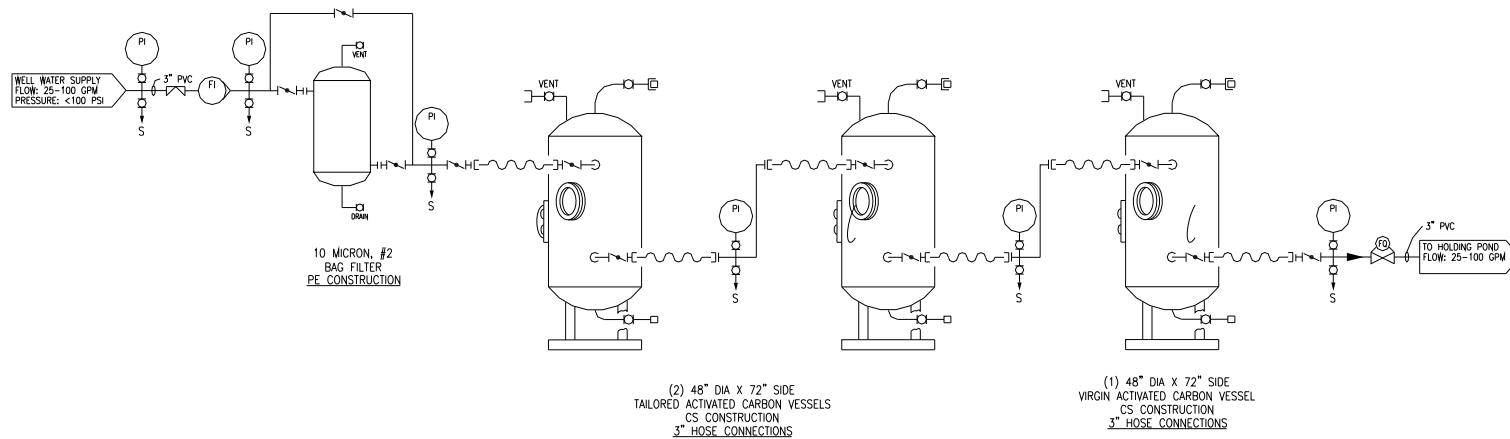 WELL WATER SUPPLY
FLOW: 25-100 GPM
PRESSURE: <100 PSI
PI
S
3" PVC
FI
PI
S
VENT
DRAIN
10 MICRON, #2
BAG FILTER
PE CONSTRUCTION
PI
S
VENT
PI
S
VENT
PI
S
VENT
PI
S
FQ
3" PVC
TO HOLDING POND
FLOW: 25-100 GPM
(2) 48" DIA X 72" SIDE
TAILORED ACTIVATED CARBON VESSELS
CS CONSTRUCTION
3" HOSE CONNECTIONS
(1) 48" DIA X 72" SIDE
VIRGIN ACTIVATED CARBON VESSEL
CS CONSTRUCTION
3" HOSE CONNECTIONS